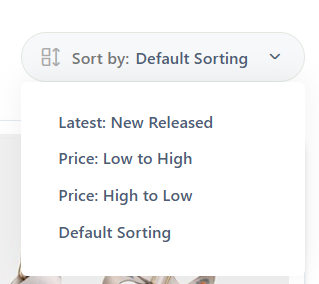 Sort by: Default Sorting
Latest: New Released
Price: Low to High
Price: High to Low
Default Sorting